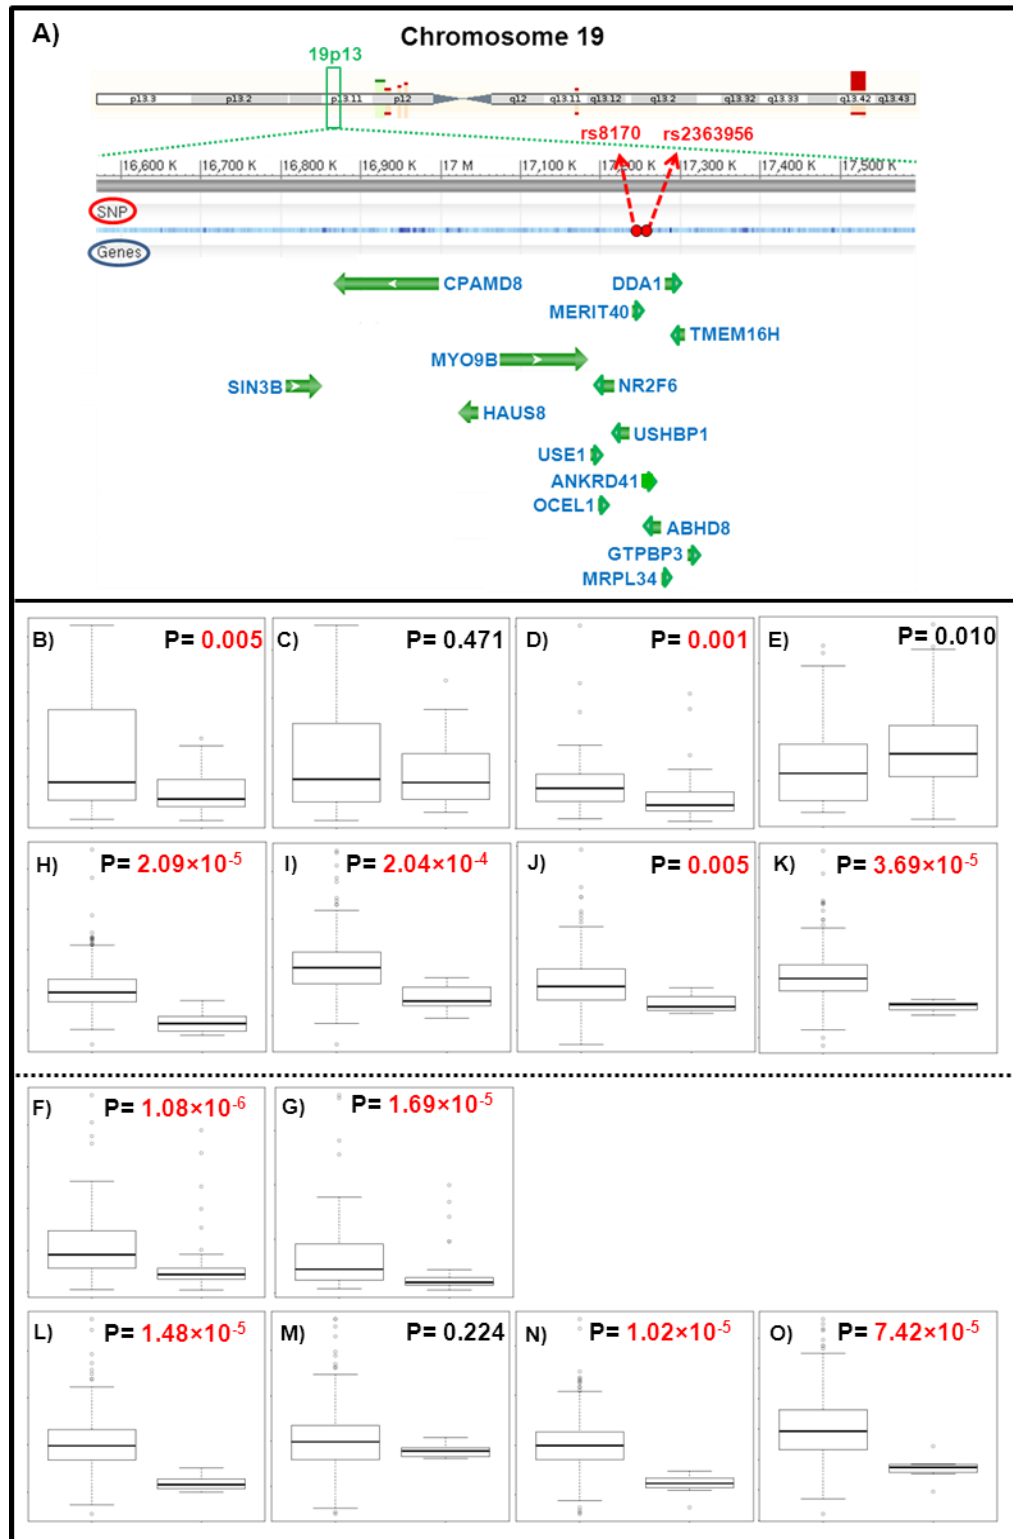 A)
Chromosome 19
19p13
p13.3 p13.2 p13.11 p12 q12 q13.11 q13.12 q13.2 q13.32 q13.33 q13.42 q13.43
rs8170 rs2363956
16,600 K 16,700 K 16,800 K 16,900 K 17 M 17,100 K 17,200 K 17,300 K 17,400 K 17,500 K
SNP
Genes
CPAMD8 DDA1
MERIT40
TMEM16H
MYO9B
SIN3B NR2F6
HAUS8
USHBP1
USE1
ANKRD41
OCEL1
ABHD8
GTPBP3
MRPL34
B) P= 0.005 C) P= 0.471 D) P= 0.001 E) P= 0.010
H) P= 2.09×10-5 I) P= 2.04×10-4 J) P= 0.005 K) P= 3.69×10-5
F) P= 1.08×10-6 G) P= 1.69×10-5
L) P= 1.48×10-5 M) P= 0.224 N) P= 1.02×10-5 O) P= 7.42×10-5